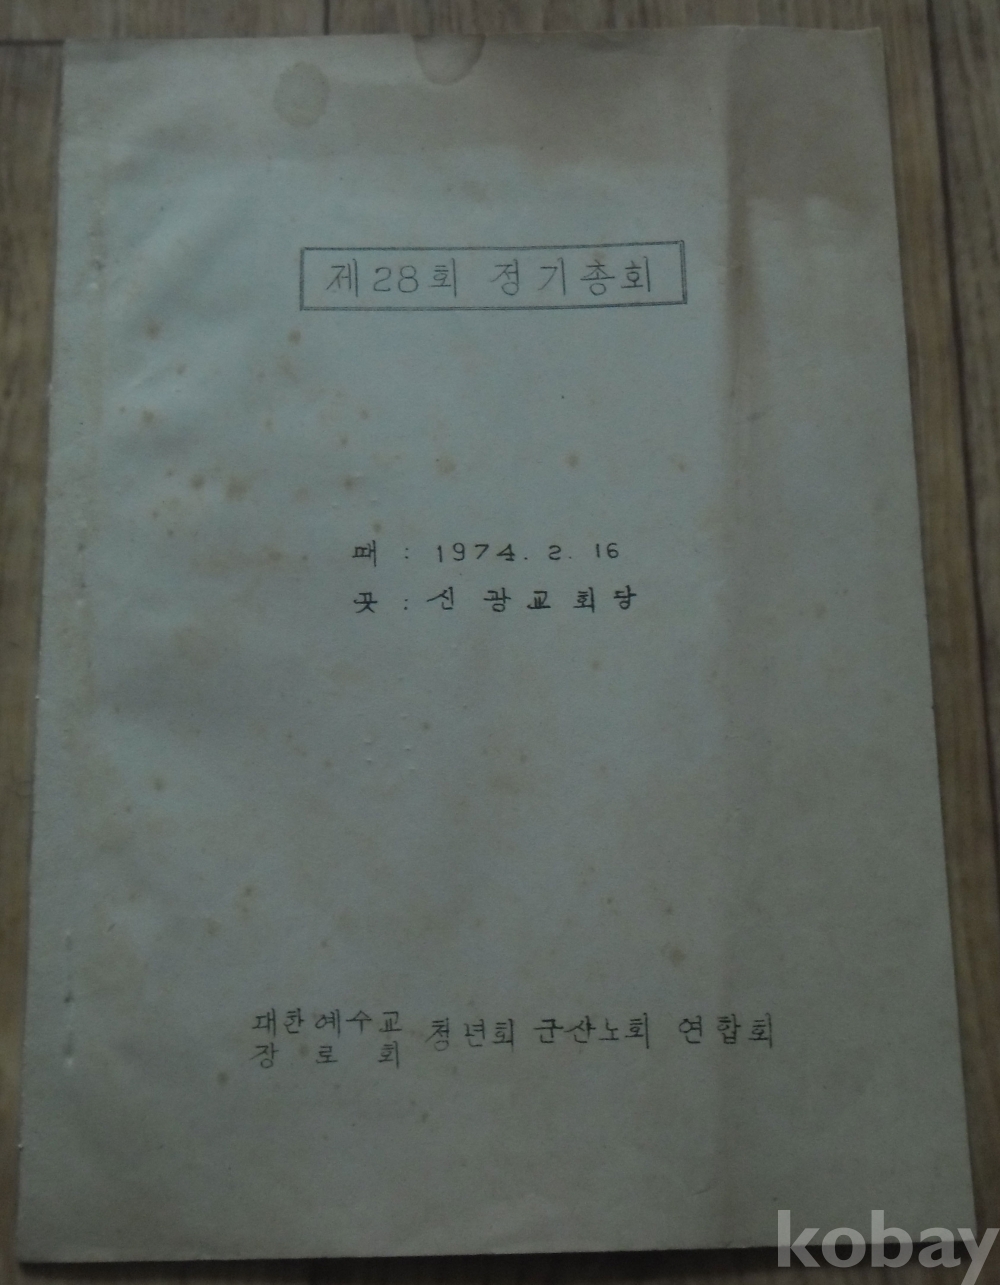 제28회 정기총회
때 : 1974. 2. 16
곳 : 신광교회당
대한예수교
장로회
청년회 군산노회 연합회
kobay